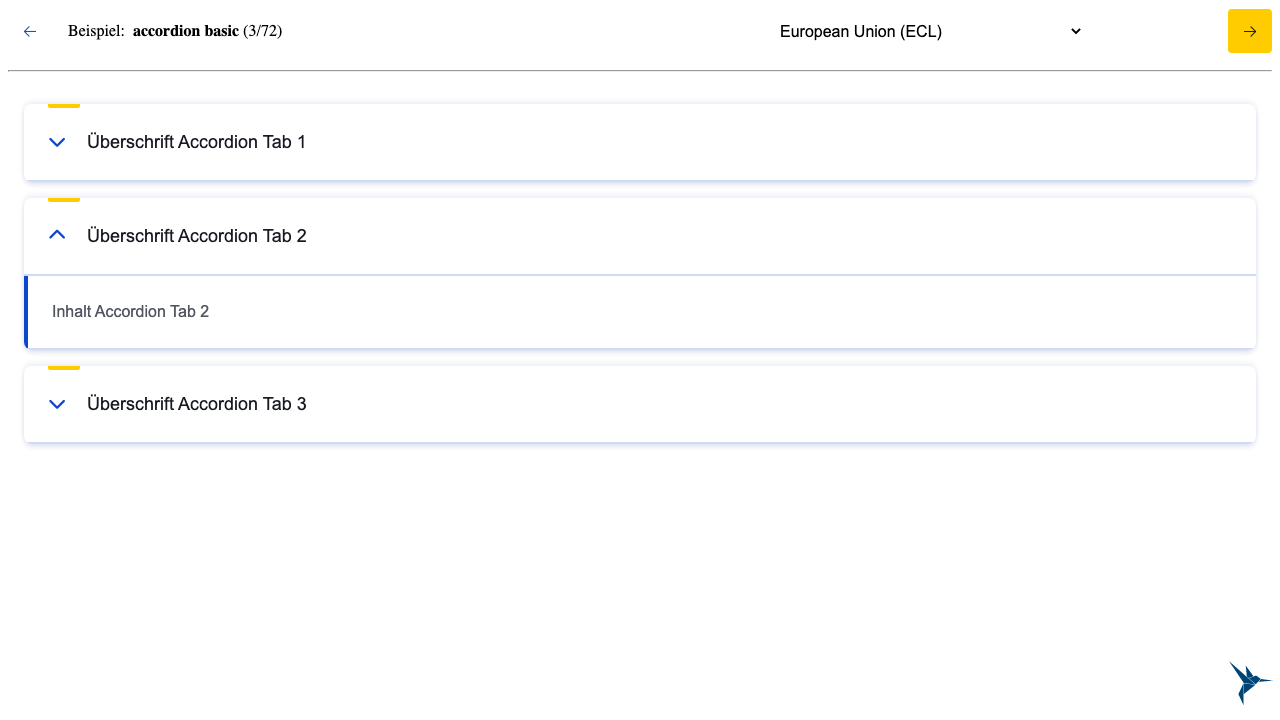 Beispiel: accordion basic (3/72) European Union (ECL)
Überschrift Accordion Tab 1
Überschrift Accordion Tab 2
Inhalt Accordion Tab 2
Überschrift Accordion Tab 3